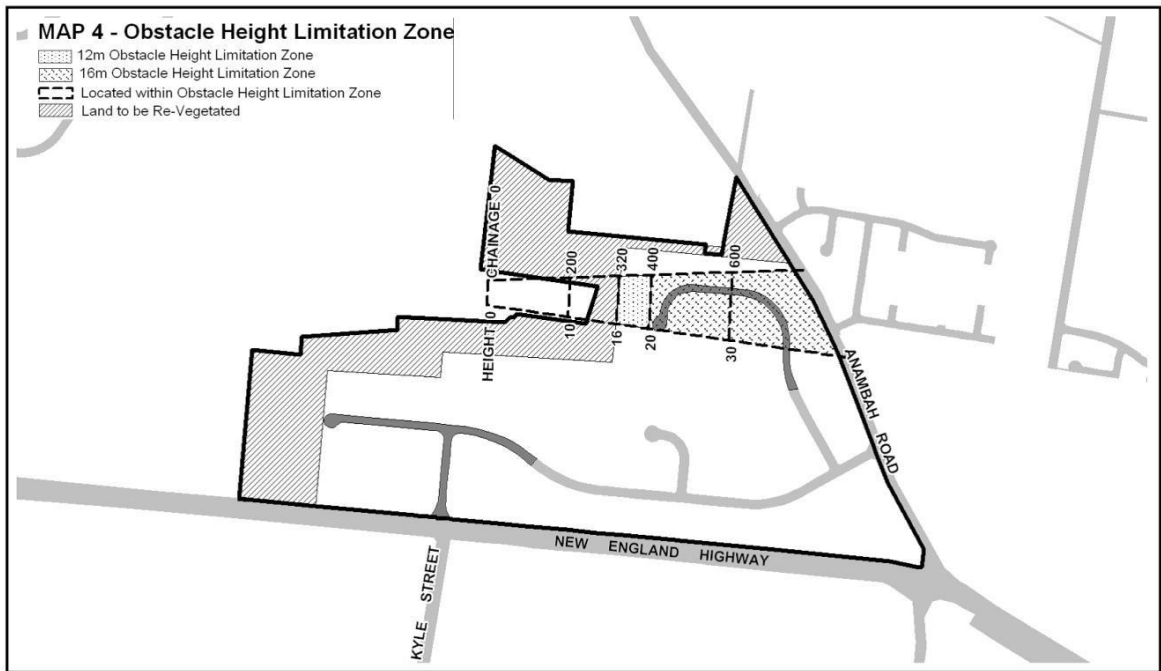 MAP 4 - Obstacle Height Limitation Zone
12m Obstacle Height Limitation Zone
16m Obstacle Height Limitation Zone
Located within Obstacle Height Limitation Zone
Land to be Re-Vegetated
CHAINAGE 0
200
320
400
600
HEIGHT 0
10
16
20
30
ANAMBAH ROAD
NEW ENGLAND HIGHWAY
KYLE STREET